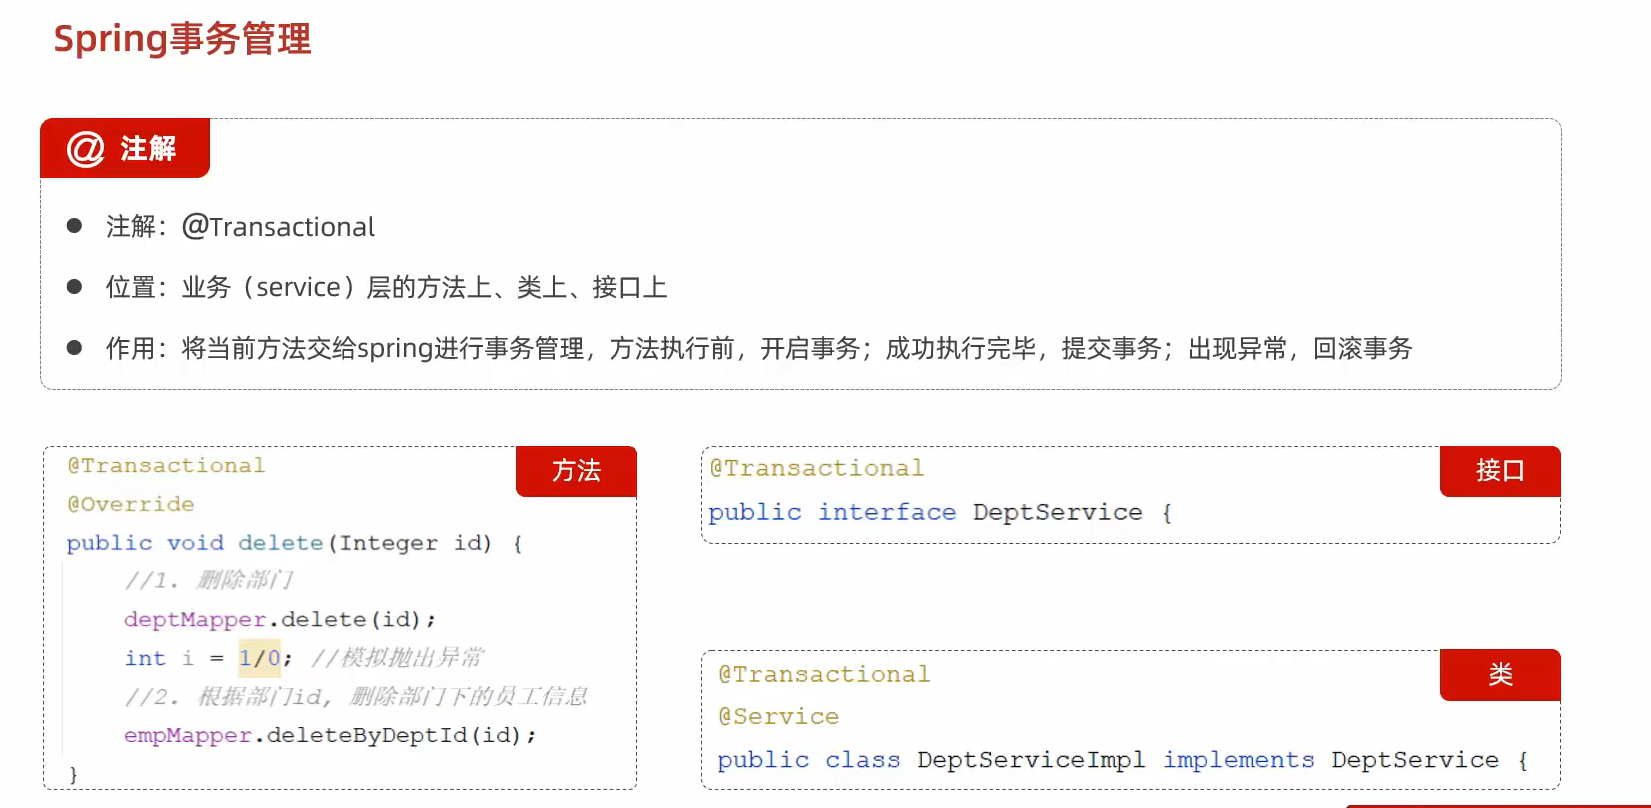 Spring事务管理
@ 注解
● 注解：@Transactional
● 位置：业务（service）层的方法上、类上、接口上
● 作用：将当前方法交给spring进行事务管理，方法执行前，开启事务；成功执行完毕，提交事务；出现异常，回滚事务
方法
@Transactional
@Override
public void delete(Integer id) {
//1. 删除部门
deptMapper.delete(id);
int i = 1/0; //模拟抛出异常
//2. 根据部门id, 删除部门下的员工信息
empMapper.deleteByDeptId(id);
}
接口
@Transactional
public interface DeptService {
类
@Transactional
@Service
public class DeptServiceImpl implements DeptService {